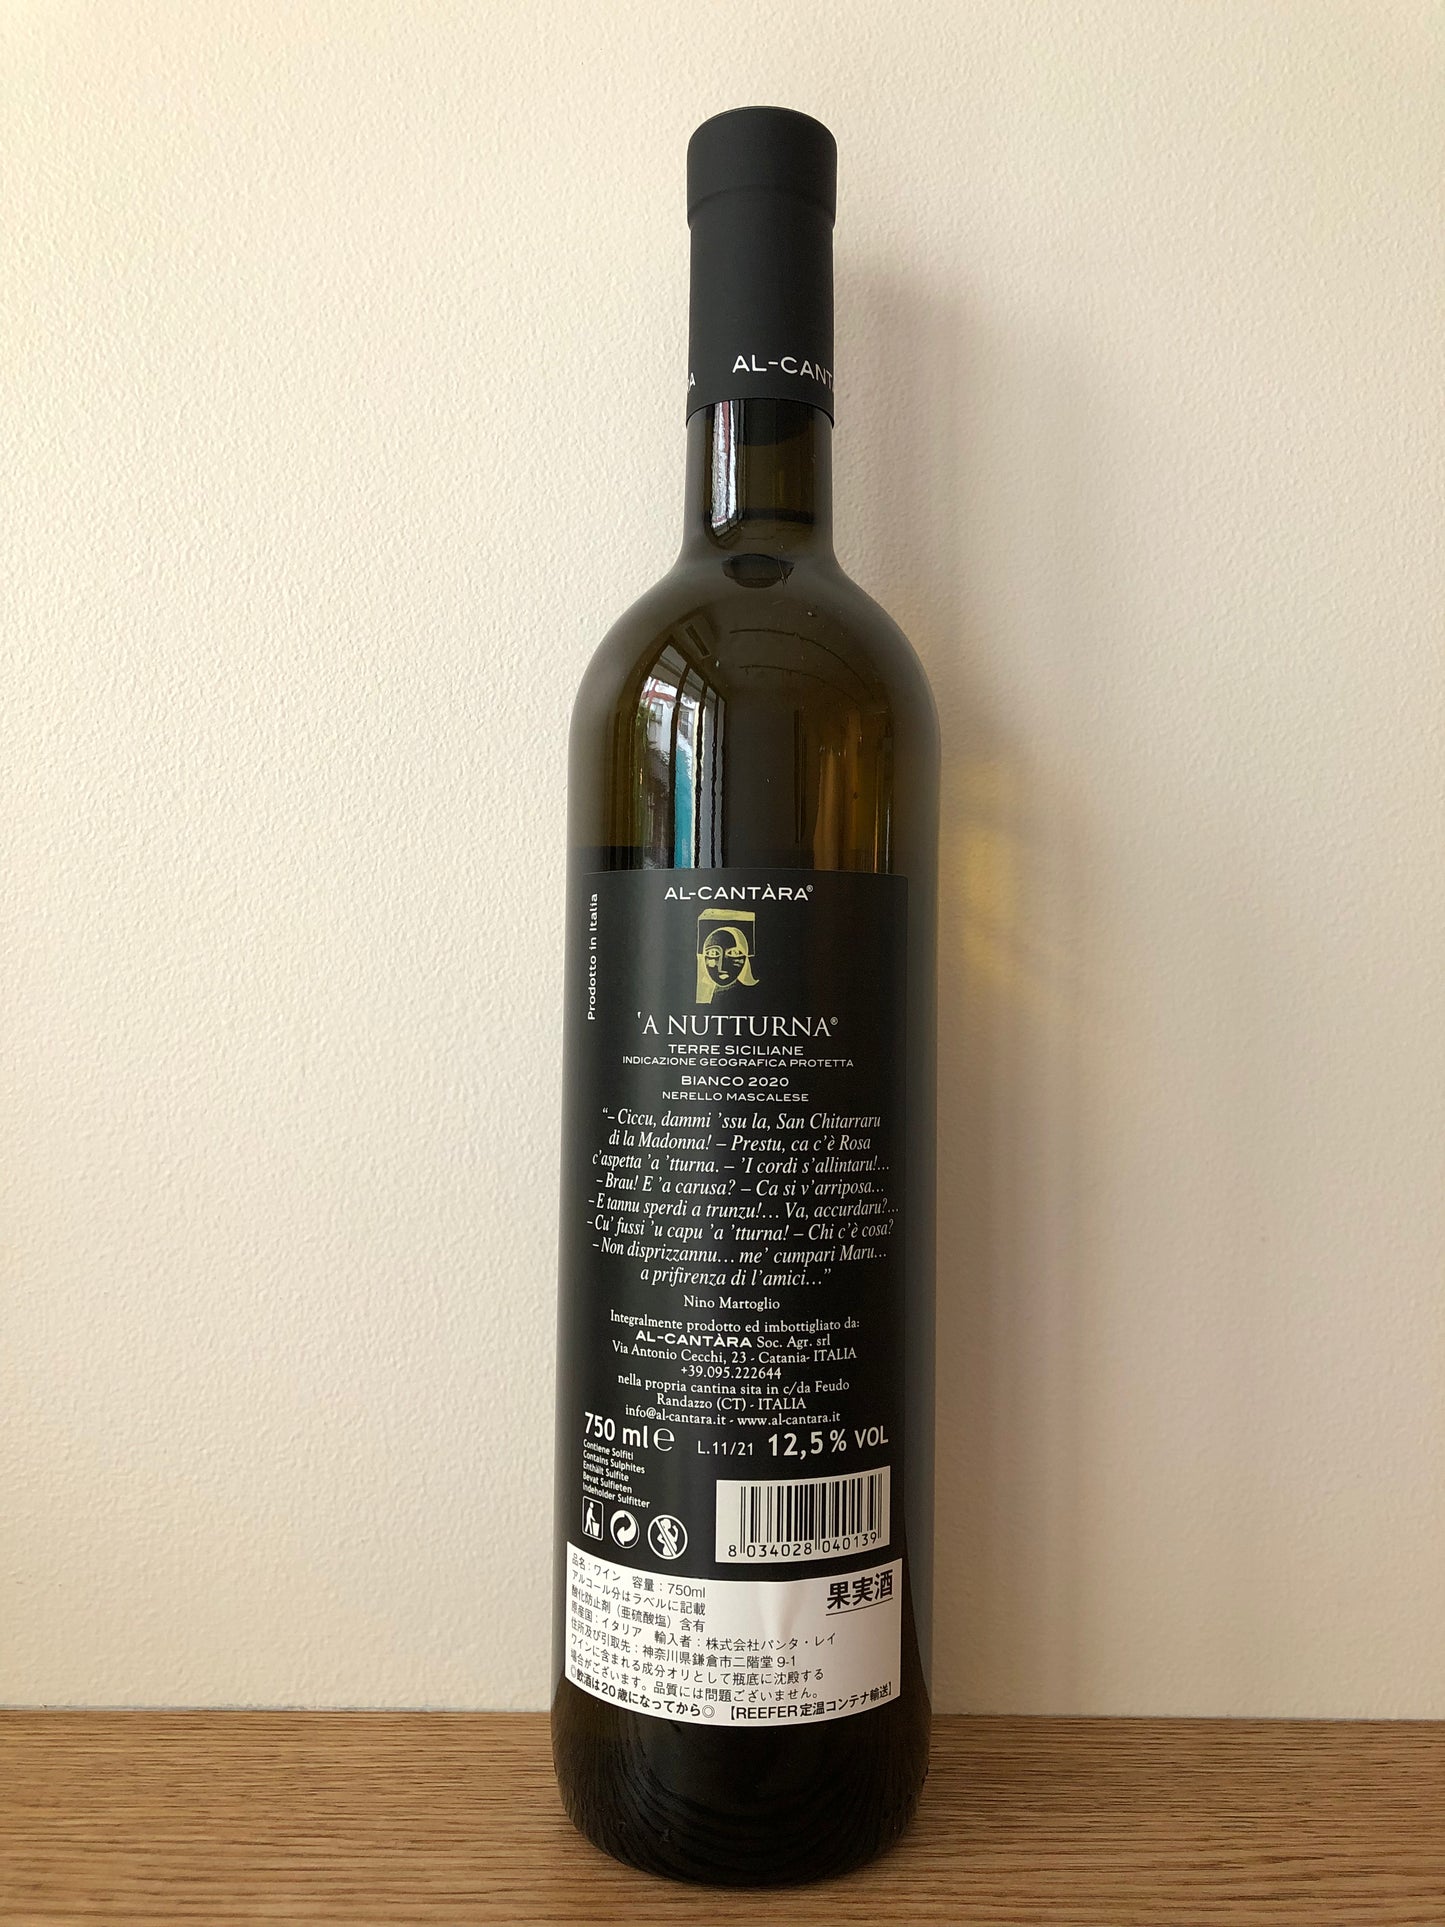 AL-CANT
RA
AL-CANTÀRA®
Prodotto in Italia
'A NUTTURNA®
TERRE SICILIANE
INDICAZIONE GEOGRAFICA PROTETTA
BIANCO 2020
NERELLO MASCALESE
“– Ciccu, dammi ’ssu la, San Chitarraru
di la Madonna! – Prestu, ca c’è Rosa
c’aspetta ’a ’tturna. – ’I cordi s’allintaru!...
– Brau! E ’a carusa? – Ca si v’arriposa...
– E tannu sperdi a trunzu!... Va, accurdaru?...
– Cu’ fussi ’u capu ’a ’tturna! – Chi c’è cosa?
– Non disprizzannu... me’ cumpari Maru...
a prifirenza di l’amici...”
Nino Martoglio
Integralmente prodotto ed imbottigliato da:
AL-CANTÀRA Soc. Agr. srl
Via Antonio Cecchi, 23 - Catania- ITALIA
+39.095.222644
nella propria cantina sita in c/da Feudo
Randazzo (CT) - ITALIA
info@al-cantara.it - www.al-cantara.it
750 ml e L.11/21 12,5% VOL
Contiene Solfiti
Contains Sulphites
Enthält Sulfite
Bevat Sulfieten
Indeholder Sulfitter
8 034028 040139
品名：ワイン 容量：750ml
果実酒
アルコール分はラベルに記載
酸化防止剤（亜硫酸塩）含有
原産国：イタリア 輸入者：株式会社パンタ・レイ
住所及び引取先：神奈川県鎌倉市二階堂 9-1
ワインに含まれる成分オリとして瓶底に沈殿する
場合がございます。品質には問題ございません。
◎飲酒は20歳になってから◎ 【REEFER定温コンテナ輸送】